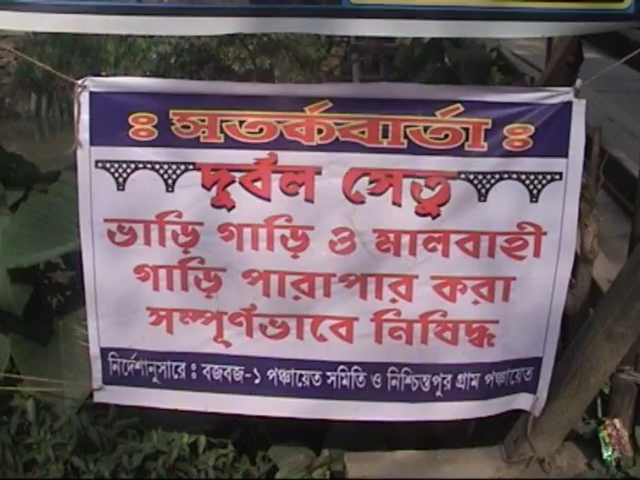 ঃ সতর্কবার্তা ঃ
দুর্বল সেতু
ভাড়ি গাড়ি ও মালবাহী
গাড়ি পারাপার করা
সম্পূর্ণভাবে নিষিদ্ধ
নির্দেশানুসারে ঃ বজবজ-১ পঞ্চায়েত সমিতি ও নিশ্চিন্তপুর গ্রাম পঞ্চায়েত